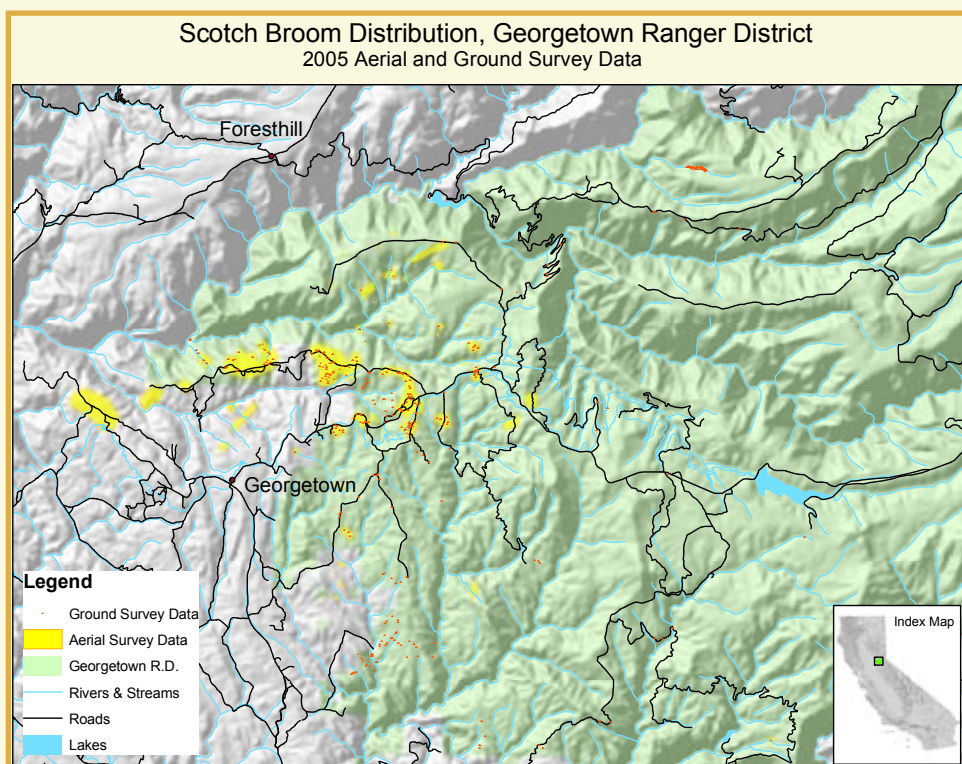 Scotch Broom Distribution, Georgetown Ranger District
2005 Aerial and Ground Survey Data
Foresthill
Georgetown
Legend
Ground Survey Data
Aerial Survey Data
Georgetown R.D.
Rivers & Streams
Roads
Lakes
Index Map